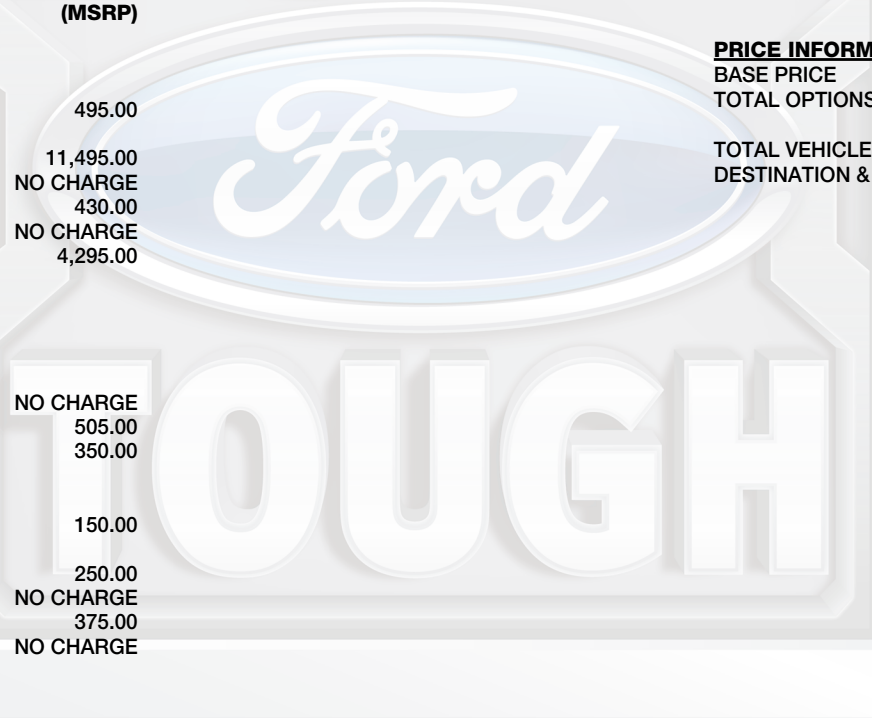 (MSRP)
495.00
11,495.00
NO CHARGE
430.00
NO CHARGE
4,295.00
NO CHARGE
505.00
350.00
150.00
250.00
NO CHARGE
375.00
NO CHARGE
PRICE INFORM
BASE PRICE
TOTAL OPTIONS
TOTAL VEHICLE
DESTINATION &
Ford
TOUGH